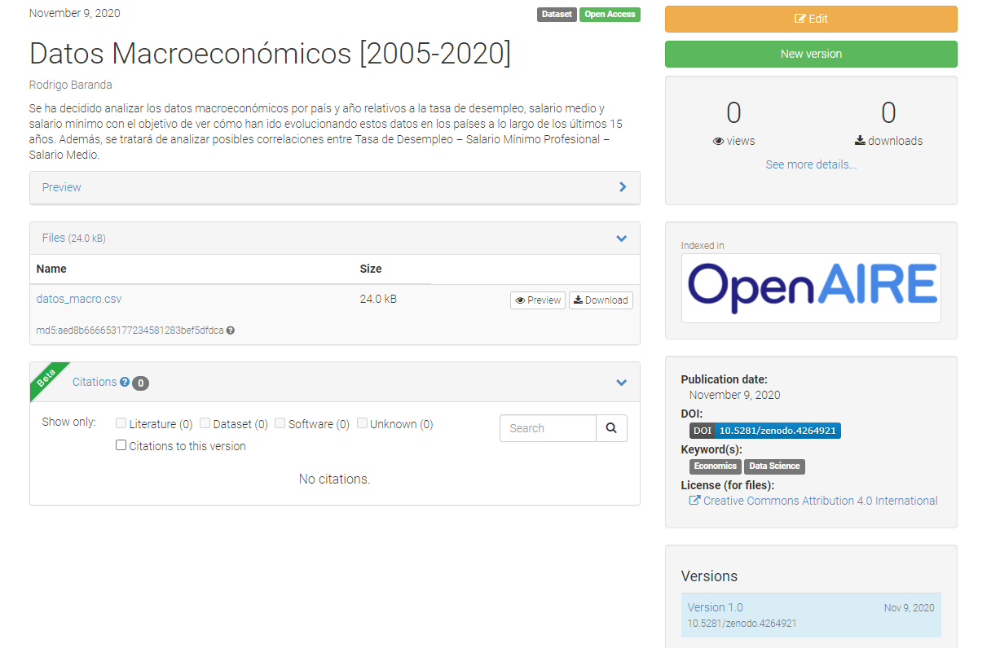 November 9, 2020
Dataset Open Access
Datos Macroeconómicos [2005-2020]
Rodrigo Baranda
Se ha decidido analizar los datos macroeconómicos por país y año relativos a la tasa de desempleo, salario medio y
salario mínimo con el objetivo de ver cómo han ido evolucionando estos datos en los países a lo largo de los últimos 15
años. Además, se tratará de analizar posibles correlaciones entre Tasa de Desempleo – Salario Mínimo Profesional –
Salario Medio.
Preview
Files (24.0 kB)
Name Size
datos_macro.csv 24.0 kB Preview Download
md5:aed8b666653177234581283bef5dfdca
Beta
Citations 0
Show only: Literature (0) Dataset (0) Software (0) Unknown (0) Search
Citations to this version
No citations.
Edit
New version
0 0
views downloads
See more details...
Indexed in
OpenAIRE
Publication date:
November 9, 2020
DOI:
DOI 10.5281/zenodo.4264921
Keyword(s):
Economics Data Science
License (for files):
Creative Commons Attribution 4.0 International
Versions
Version 1.0 Nov 9, 2020
10.5281/zenodo.4264921